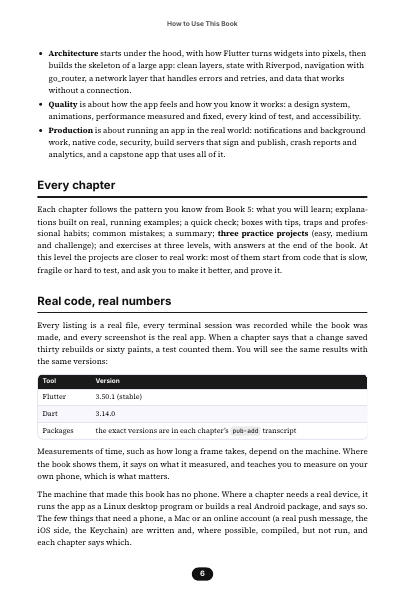 How to Use This Book
• Architecture starts under the hood, with how Flutter turns widgets into pixels, then
builds the skeleton of a large app: clean layers, state with Riverpod, navigation with
go_router, a network layer that handles errors and retries, and data that works
without a connection.
• Quality is about how the app feels and how you know it works: a design system,
animations, performance measured and fixed, every kind of test, and accessibility.
• Production is about running an app in the real world: notifications and background
work, native code, security, build servers that sign and publish, crash reports and
analytics, and a capstone app that uses all of it.
Every chapter
Each chapter follows the pattern you know from Book 5: what you will learn; explana-
tions built on real, running examples; a quick check; boxes with tips, traps and profes-
sional habits; common mistakes; a summary; three practice projects (easy, medium
and challenge); and exercises at three levels, with answers at the end of the book. At
this level the projects are closer to real work: most of them start from code that is slow,
fragile or hard to test, and ask you to make it better, and prove it.
Real code, real numbers
Every listing is a real file, every terminal session was recorded while the book was
made, and every screenshot is the real app. When a chapter says that a change saved
thirty rebuilds or sixty paints, a test counted them. You will see the same results with
the same versions:
Tool Version
Flutter 3.50.1 (stable)
Dart 3.14.0
Packages the exact versions are in each chapter's pub-add transcript
Measurements of time, such as how long a frame takes, depend on the machine. Where
the book shows them, it says on what it measured, and teaches you to measure on your
own phone, which is what matters.
The machine that made this book has no phone. Where a chapter needs a real device, it
runs the app as a Linux desktop program or builds a real Android package, and says so.
The few things that need a phone, a Mac or an online account (a real push message, the
iOS side, the Keychain) are written and, where possible, compiled, but not run, and
each chapter says which.
6